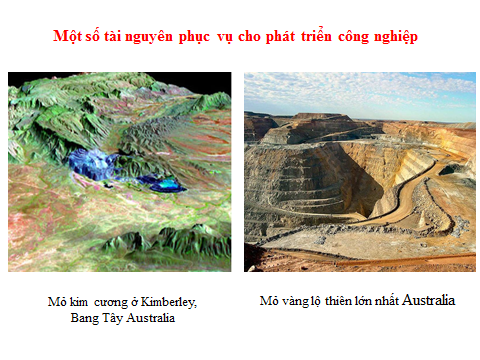 Một số tài nguyên phục vụ cho phát triển công nghiệp
Mỏ kim cương ở Kimberley,
Bang Tây Australia
Mỏ vàng lộ thiên lớn nhất Australia